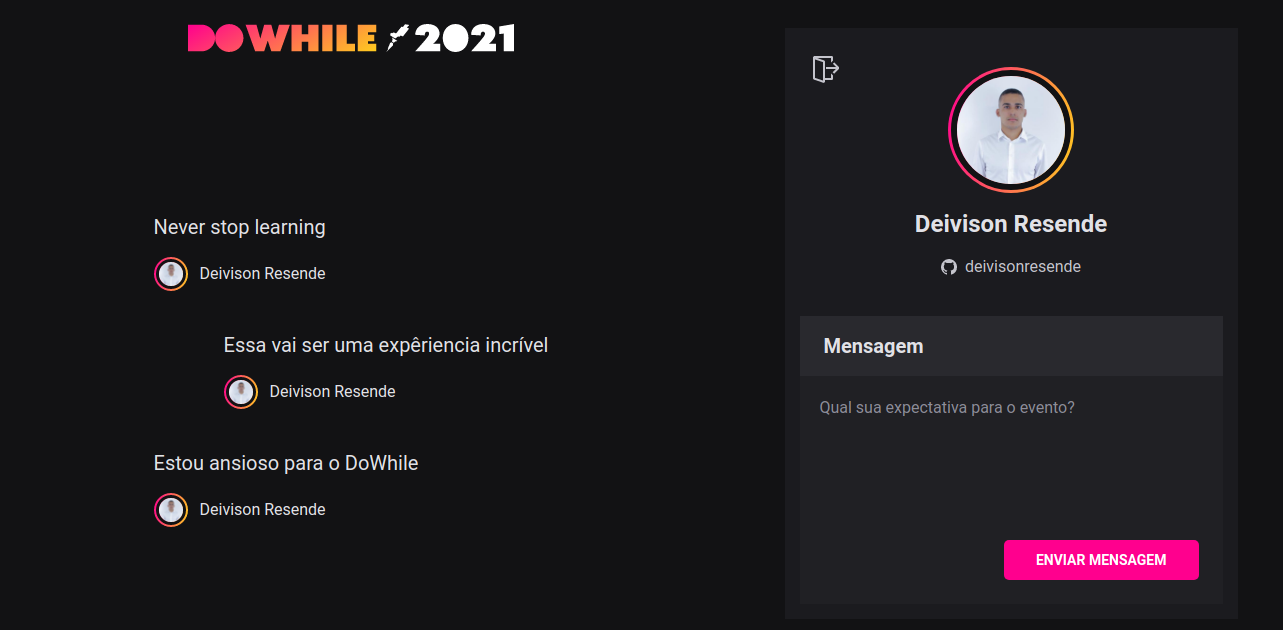 DOWHILE 2021
Never stop learning
Deivison Resende
Essa vai ser uma expêriencia incrível
Deivison Resende
Estou ansioso para o DoWhile
Deivison Resende
Deivison Resende
deivisonresende
Mensagem
Qual sua expectativa para o evento?
ENVIAR MENSAGEM